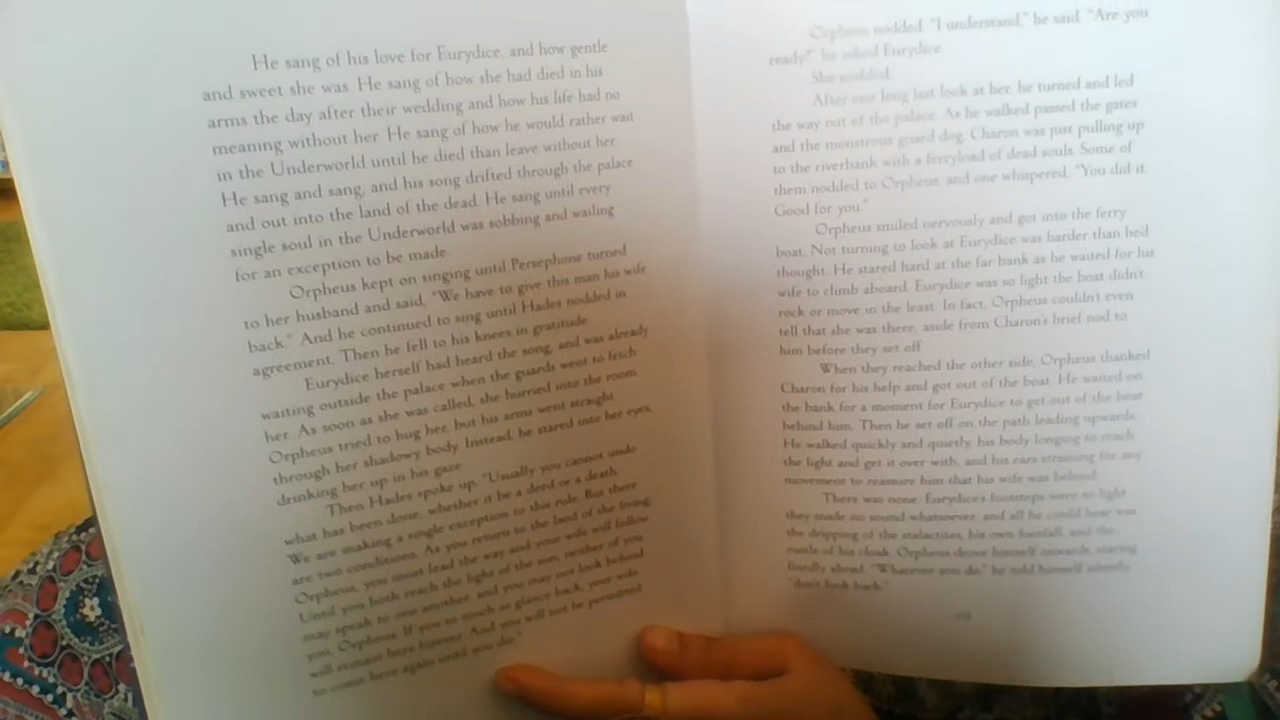 He sang of his love for Eurydice, and how gentle
and sweet she was. He sang of how she had died in his
arms the day after their wedding and how his life had no
meaning without her. He sang of how he would rather wait
in the Underworld until he died than leave without her.
He sang and sang, and his song drifted through the palace
and out into the land of the dead. He sang until every
single soul in the Underworld was sobbing and wailing
for an exception to be made.
Orpheus kept on singing until Persephone turned
to her husband and said, "We have to give this man his wife
back." And he continued to sing until Hades nodded in
agreement. Then he fell to his knees in gratitude.
Eurydice herself had heard the song, and was already
waiting outside the palace when the guards went to fetch
her. As soon as she was called, she hurried into the room.
Orpheus tried to hug her, but his arms went straight
through her shadowy body. Instead, he stared into her eyes,
drinking her up in his gaze.
Then Hades spoke up. "Usually you cannot undo
what has been done, whether it be a deed or a death.
We are making a single exception to this rule. But there
are two conditions. As you return to the land of the living,
Orpheus, you must lead the way and your wife will follow.
Until you both reach the light of the sun, neither of you
may speak to one another, and you may not look behind
you, Orpheus. If you so much as glance back, your wife
will remain here forever. And you will not be permitted
to come here again until you die."
Orpheus nodded. "I understand," he said. "Are you
ready?" he asked Eurydice.
She nodded.
After one long last look at her, he turned and led
the way out of the palace. As he walked passed the gates
and the monstrous guard dog, Charon was just pulling up
to the riverbank with a ferryload of dead souls. Some of
them nodded to Orpheus, and one whispered, "You did it.
Good for you."
Orpheus smiled nervously and got into the ferry
boat. Not turning to look at Eurydice was harder than he'd
thought. He stared hard at the far bank as he waited for his
wife to climb aboard. Eurydice was so light the boat didn't
rock or move in the least. In fact, Orpheus couldn't even
tell that she was there, aside from Charon's brief nod to
him before they set off.
When they reached the other side, Orpheus thanked
Charon for his help and got out of the boat. He waited on
the bank for a moment for Eurydice to get out of the boat
behind him. Then he set off on the path leading upwards.
He walked quickly and quietly, his body longing to reach
the light and get it over with, and his ears straining for any
movement to reassure him that his wife was behind.
There was none. Eurydice's footsteps were so light
they made no sound whatsoever, and all he could hear was
the dripping of the stalactites, his own footfall, and the
rustle of his cloak. Orpheus drove himself onwards, staring
fixedly ahead. "Whatever you do," he told himself silently,
"don't look back."